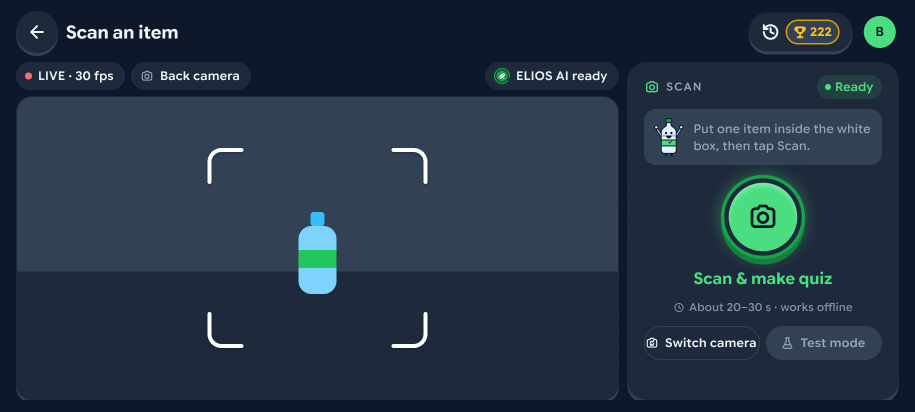 Scan an item
222
B
LIVE · 30 fps
Back camera
ELIOS AI ready
SCAN
Ready
Put one item inside the white
box, then tap Scan.
Scan & make quiz
About 20–30 s · works offline
Switch camera
Test mode